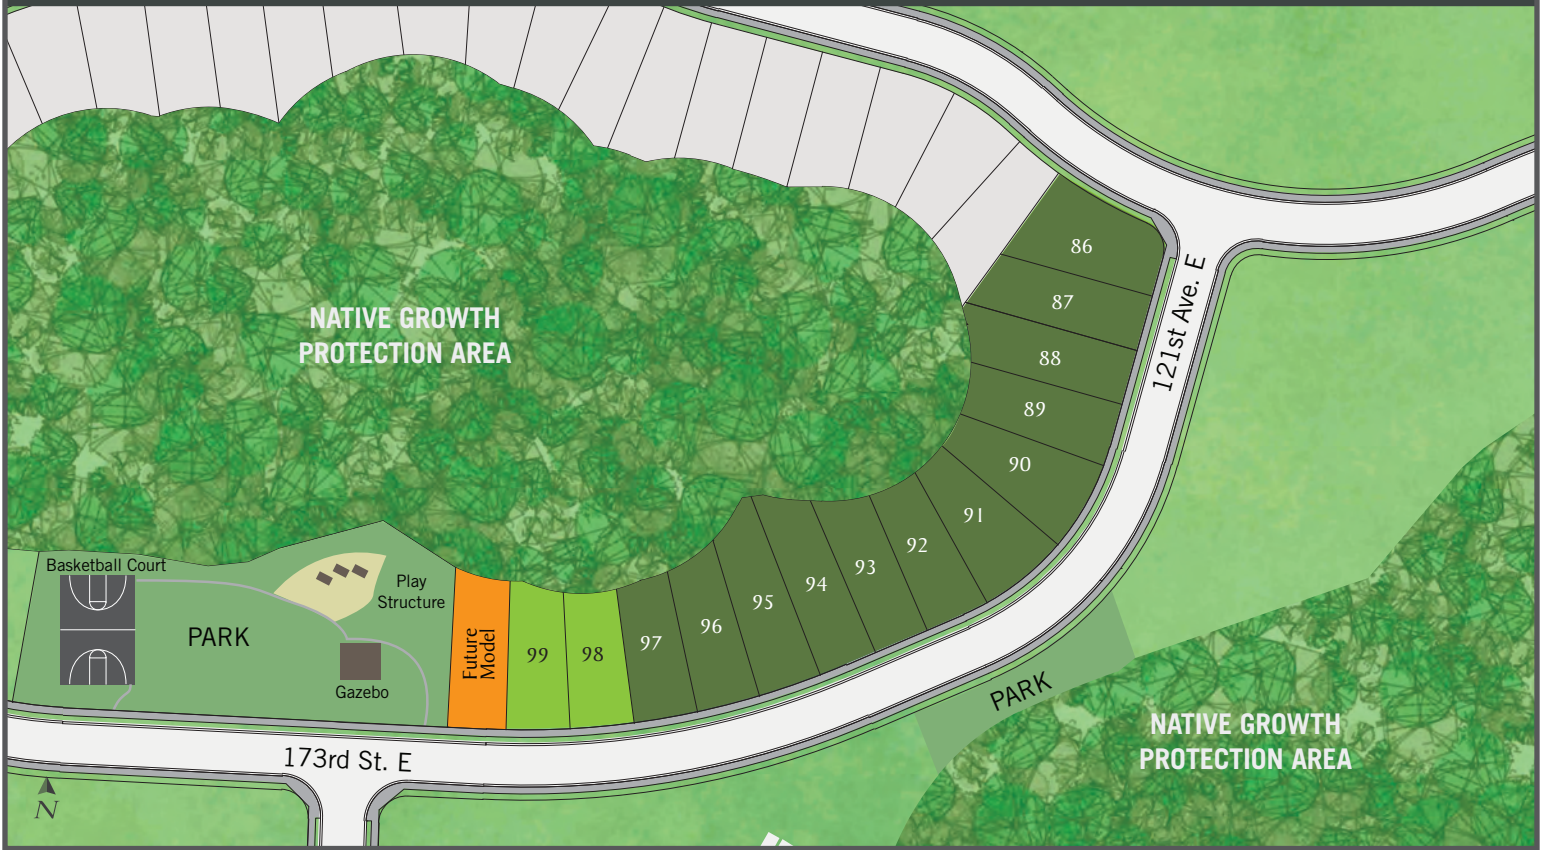 86
87
88
89
90
91
92
93
94
95
96
97
98
99
Future
Model
121st Ave. E
NATIVE GROWTH
PROTECTION AREA
Basketball Court
Play
Structure
PARK
Gazebo
173rd St. E
PARK
NATIVE GROWTH
PROTECTION AREA
N